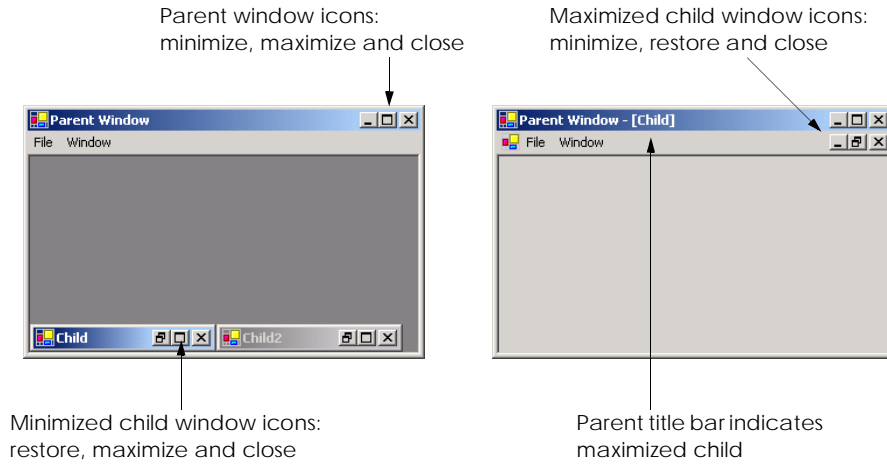 Parent window icons:
minimize, maximize and close
Maximized child window icons:
minimize, restore and close
Parent Window
File Window
Child
Child2
Parent Window - [Child]
File Window
Minimized child window icons:
restore, maximize and close
Parent title bar indicates
maximized child